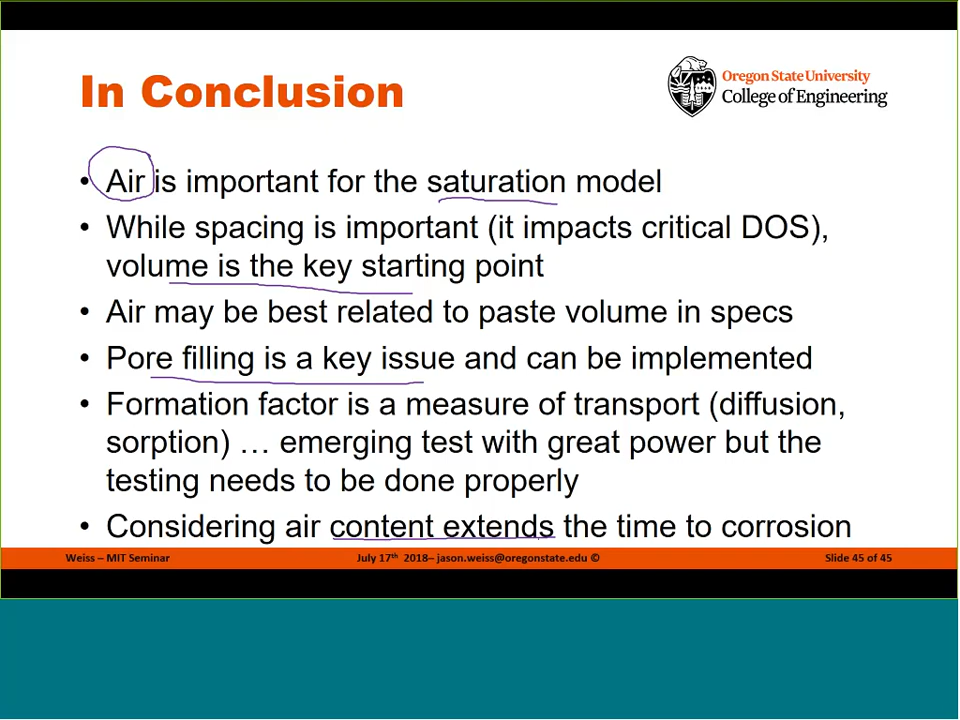 In Conclusion
Oregon State University
College of Engineering
• Air is important for the saturation model
• While spacing is important (it impacts critical DOS),
volume is the key starting point
• Air may be best related to paste volume in specs
• Pore filling is a key issue and can be implemented
• Formation factor is a measure of transport (diffusion,
sorption) … emerging test with great power but the
testing needs to be done properly
• Considering air content extends the time to corrosion
Weiss – MIT Seminar July 17th 2018– jason.weiss@oregonstate.edu © Slide 45 of 45